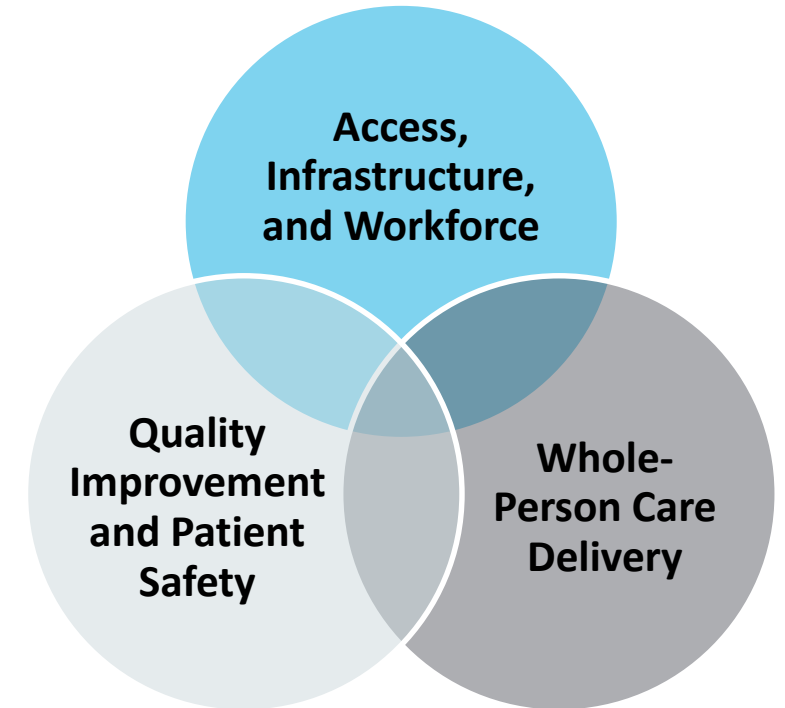 Access,
Infrastructure,
and Workforce
Quality
Improvement
and Patient
Safety
Whole-
Person Care
Delivery